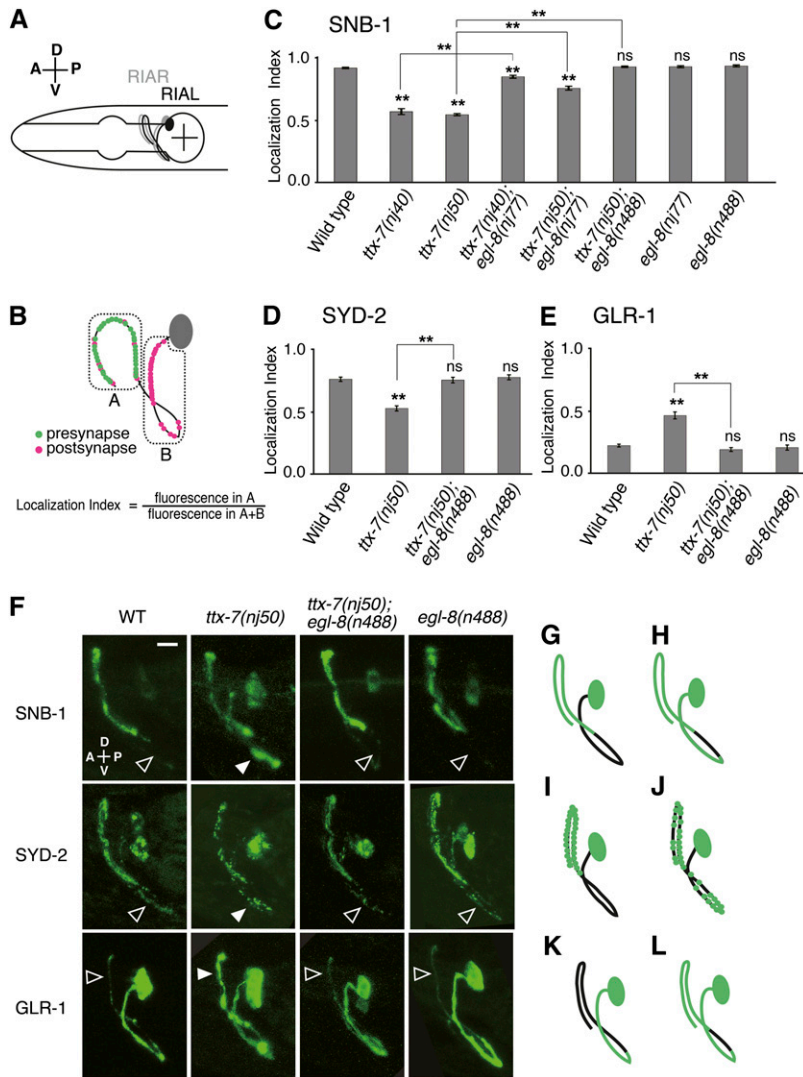 A
D
A P
V
RIAR
RIAL
B
A
B
presynapse
postsynapse
Localization Index = fluorescence in A
fluorescence in A+B
C SNB-1
Localization Index
1.0
0.5
0.0
** ** ** ** ** ** ** ns ns ns
Wild type
ttx-7(nj40)
ttx-7(nj50)
ttx-7(nj40);
egl-8(nj77)
ttx-7(nj50);
egl-8(nj77)
ttx-7(nj50);
egl-8(n488)
egl-8(nj77)
egl-8(n488)
D SYD-2
Localization Index
1.0
0.5
0
** ** ns ns
Wild type
ttx-7(nj50)
ttx-7(nj50);
egl-8(n488)
egl-8(n488)
E GLR-1
Localization Index
1.0
0.5
0
** ** ns ns
Wild type
ttx-7(nj50)
ttx-7(nj50);
egl-8(n488)
egl-8(n488)
F
WT
ttx-7(nj50)
ttx-7(nj50);
egl-8(n488)
egl-8(n488)
SNB-1
D
A P
V
SYD-2
GLR-1
G
H
I
J
K
L